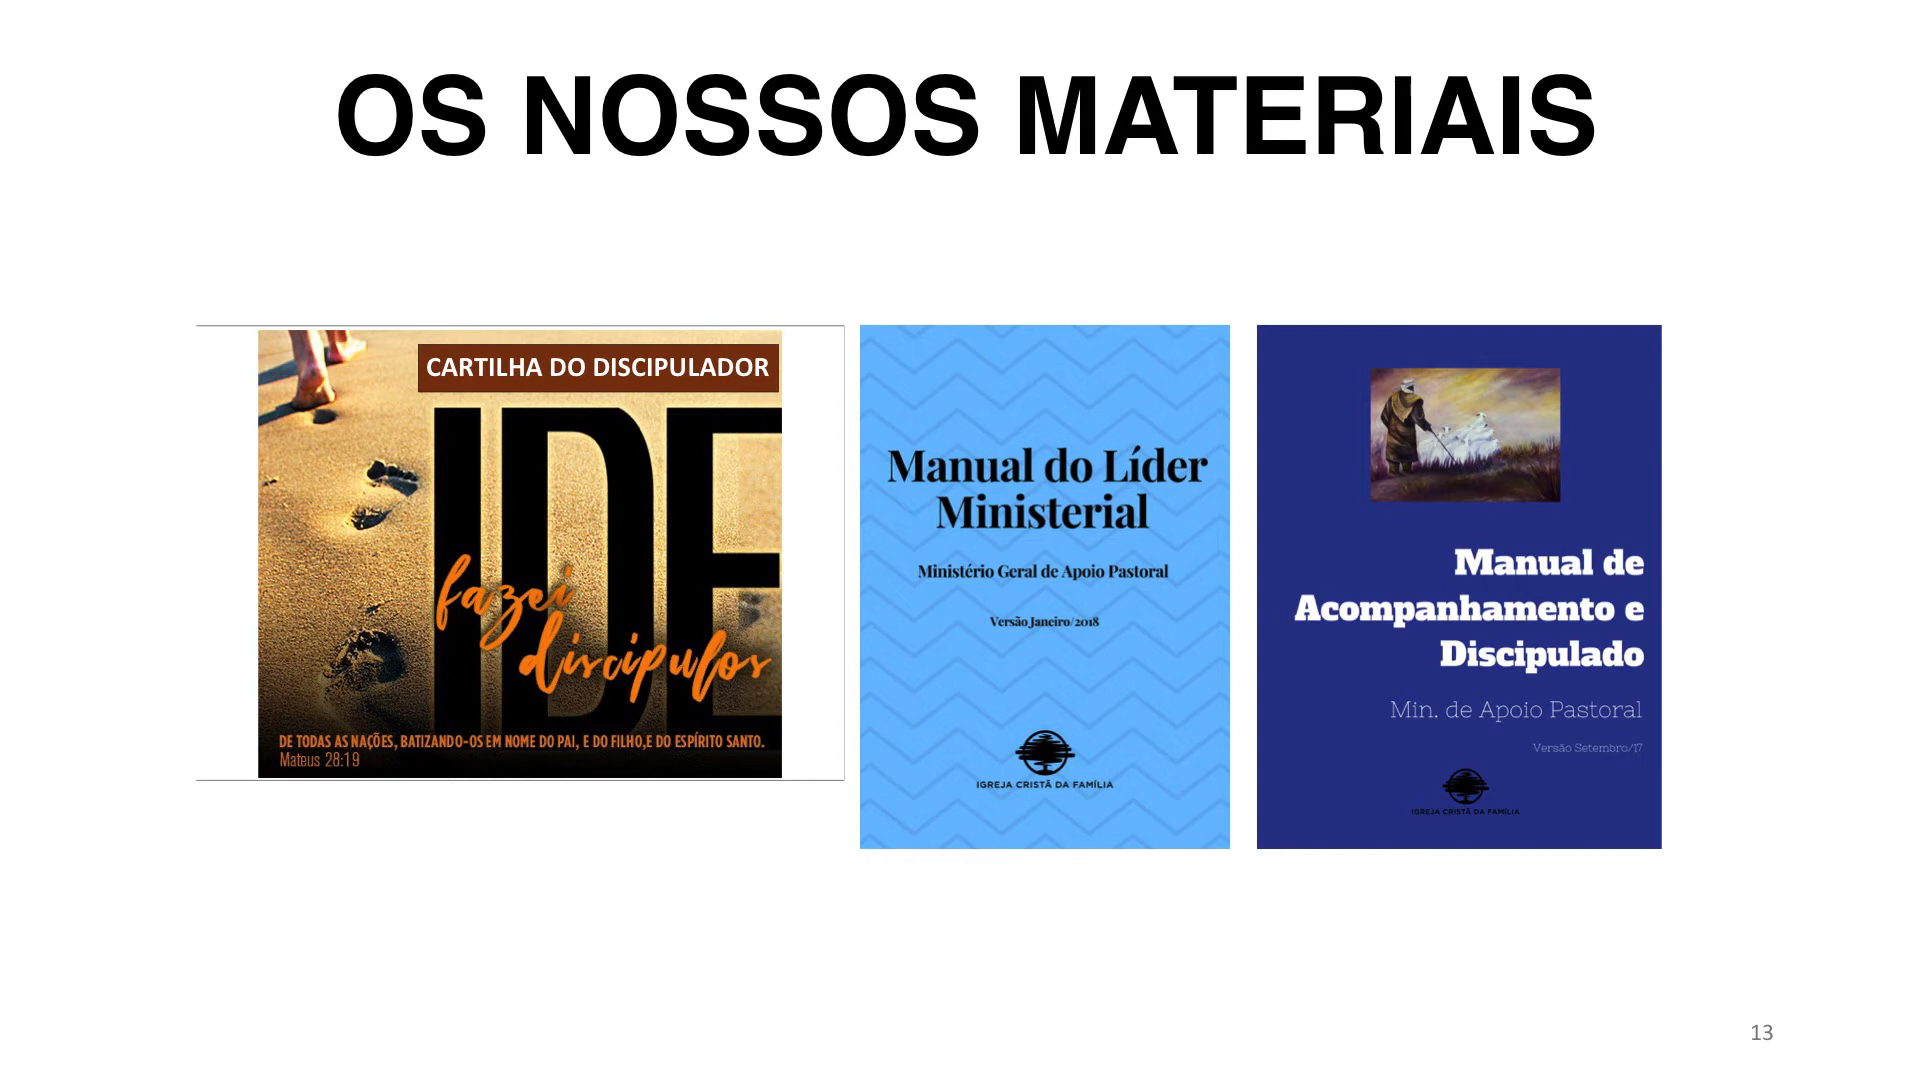 OS NOSSOS MATERIAIS
CARTILHA DO DISCIPULADOR
IDE
fazei
discipulos
DE TODAS AS NAÇÕES, BATIZANDO-OS EM NOME DO PAI, E DO FILHO,E DO ESPÍRITO SANTO.
Mateus 28:19
Manual do Líder
Ministerial
Ministério Geral de Apoio Pastoral
Versão Janeiro/2018
IGREJA CRISTÃ DA FAMÍLIA
Manual de
Acompanhamento e
Discipulado
Min. de Apoio Pastoral
Versão Setembro/17
IGREJA CRISTÃ DA FAMÍLIA
13